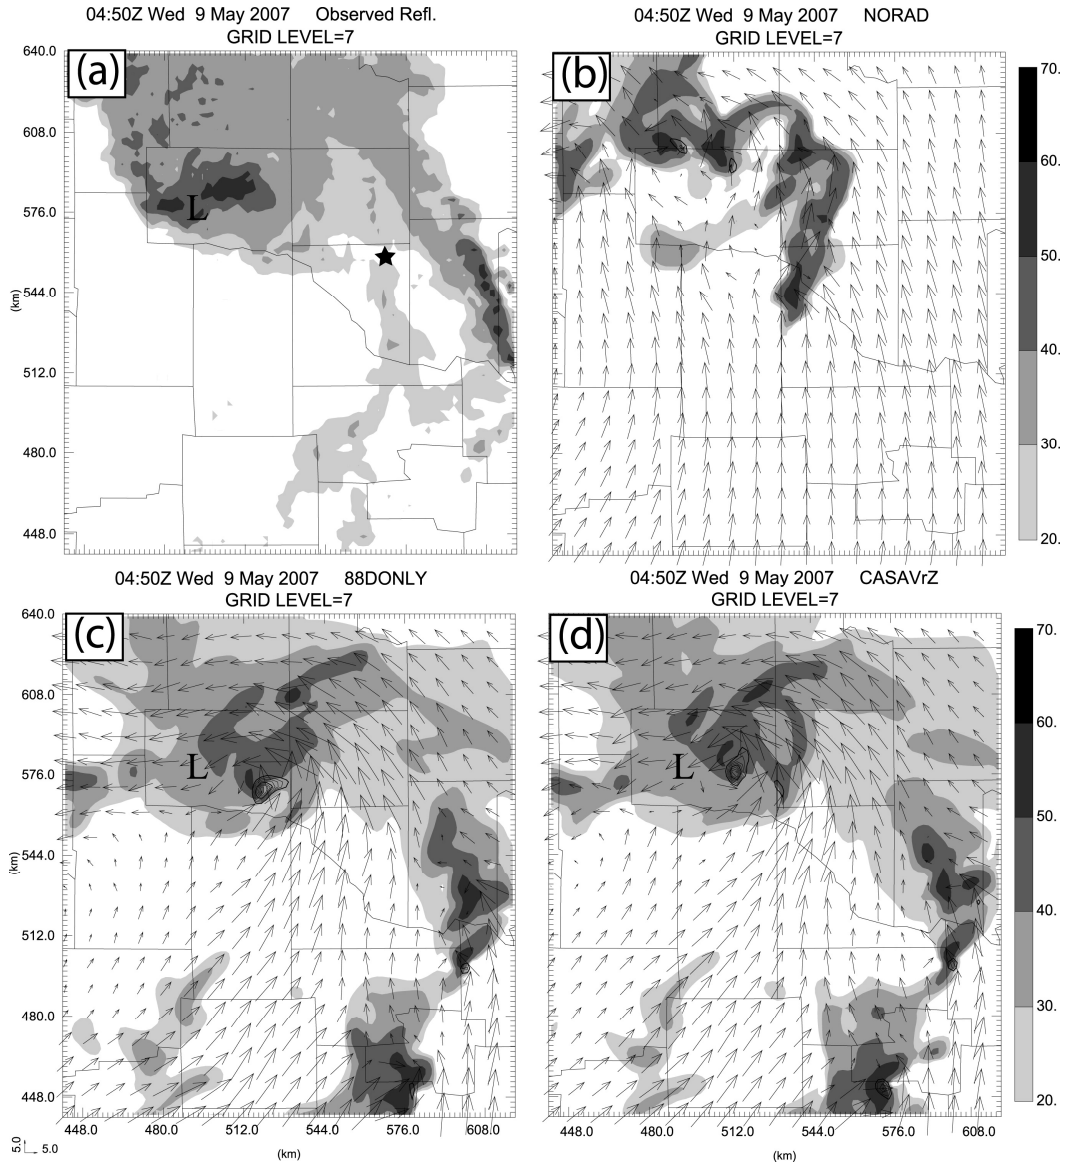 04:50Z Wed 9 May 2007 Observed Refl.
GRID LEVEL=7
(a)
640.0
608.0
576.0
544.0
512.0
480.0
448.0
(km)
L
04:50Z Wed 9 May 2007 NORAD
GRID LEVEL=7
(b)
70.
60.
50.
40.
30.
20.
04:50Z Wed 9 May 2007 88DONLY
GRID LEVEL=7
(c)
640.0
608.0
576.0
544.0
512.0
480.0
448.0
(km)
L
448.0 480.0 512.0 544.0 576.0 608.0
(km)
5.0
5.0
04:50Z Wed 9 May 2007 CASAVrZ
GRID LEVEL=7
(d)
L
448.0 480.0 512.0 544.0 576.0 608.0
(km)
70.
60.
50.
40.
30.
20.